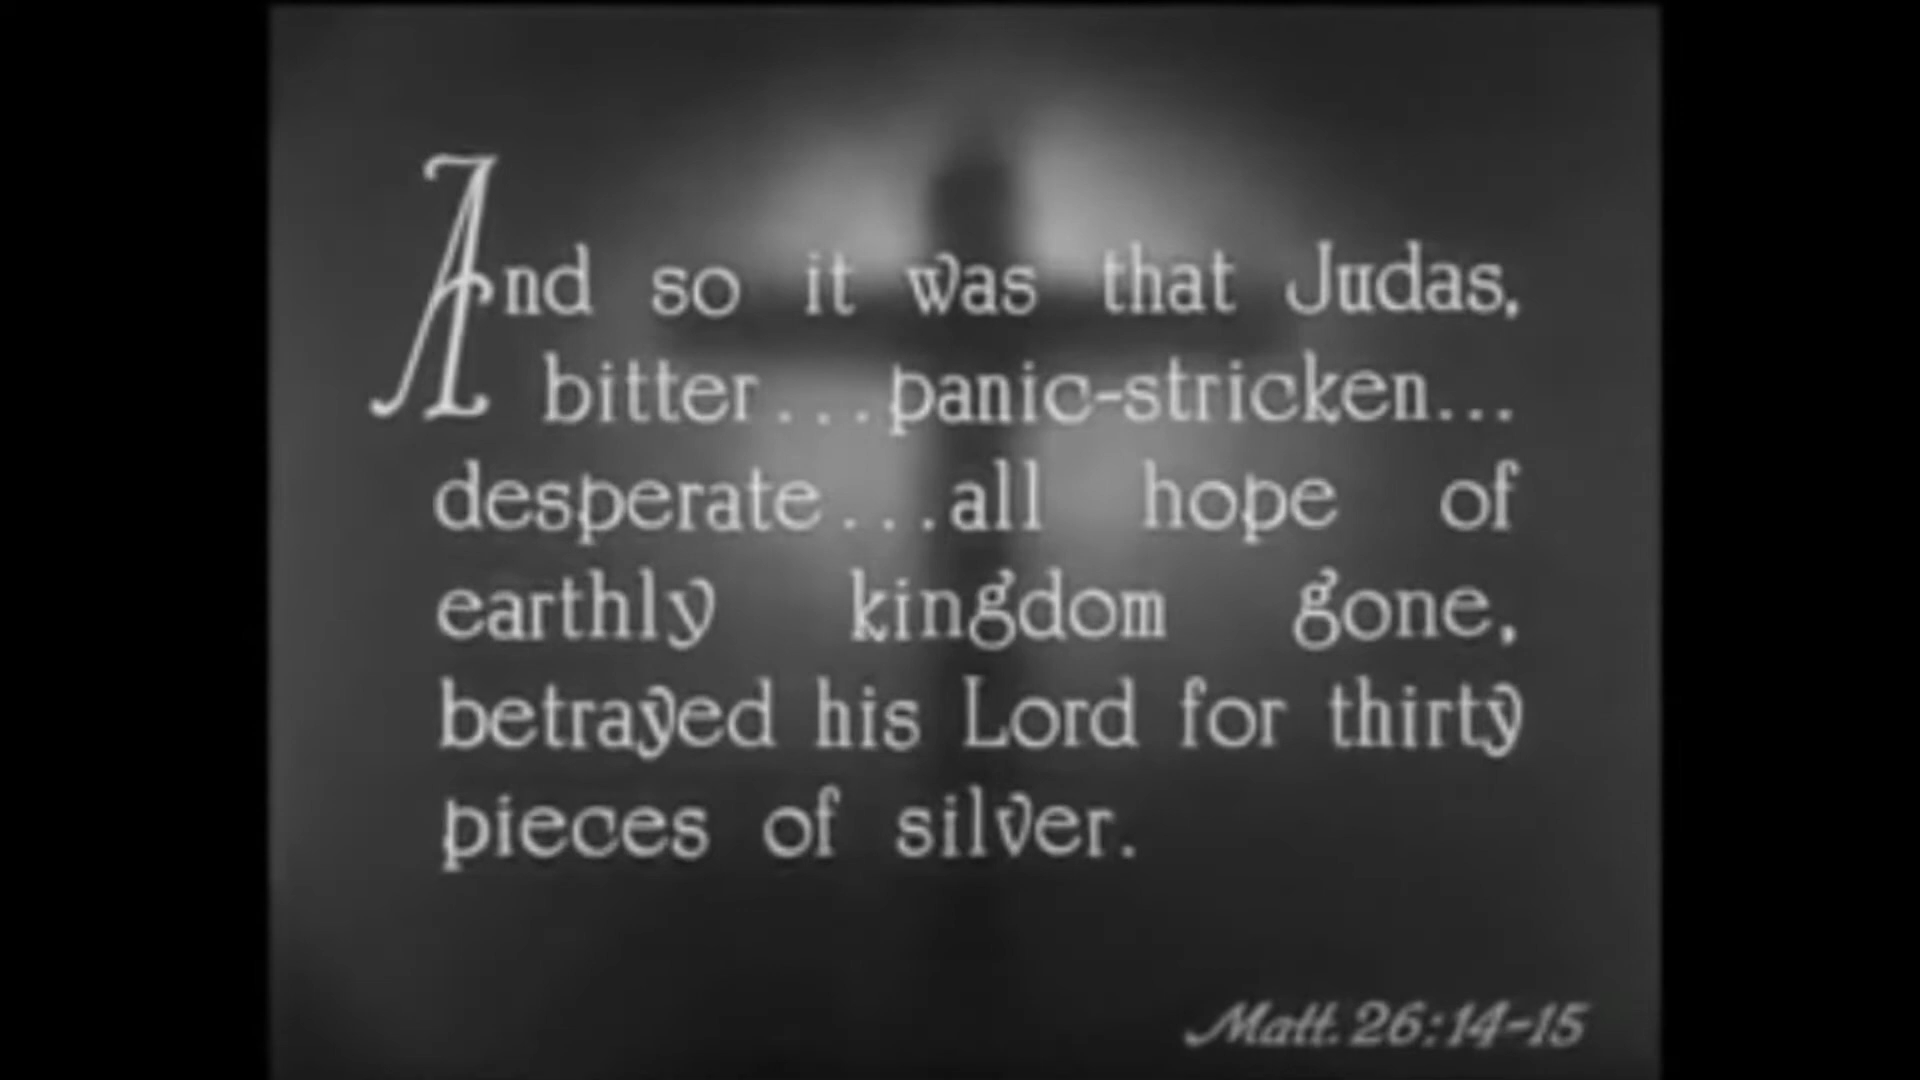 And so it was that Judas,
bitter...panic-stricken...
desperate...all hope of
earthly kingdom gone,
betrayed his Lord for thirty
pieces of silver.
Matt. 26:14-15